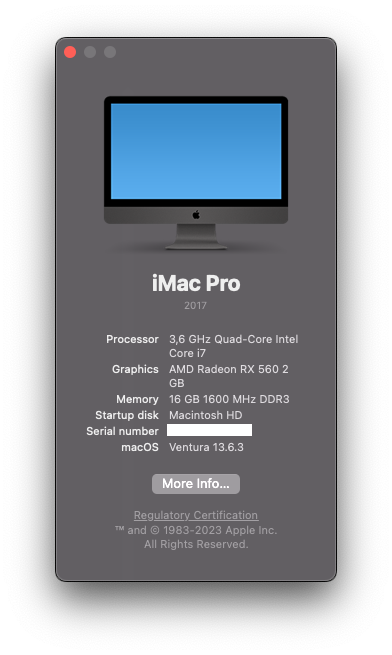 iMac Pro
2017
Processor 3,6 GHz Quad-Core Intel
Core i7
Graphics AMD Radeon RX 560 2
GB
Memory 16 GB 1600 MHz DDR3
Startup disk Macintosh HD
Serial number
macOS Ventura 13.6.3
More Info...
Regulatory Certification
™ and © 1983-2023 Apple Inc.
All Rights Reserved.